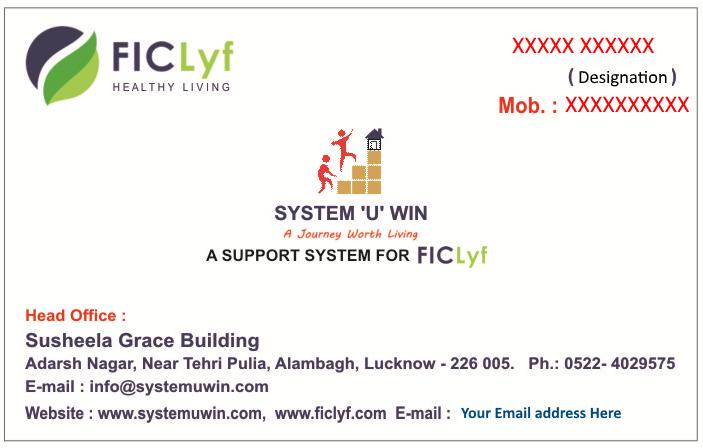 FICLyf
HEALTHY LIVING
XXXXX XXXXXX
( Designation )
Mob. : XXXXXXXXXX
SYSTEM 'U' WIN
A Journey Worth Living
A SUPPORT SYSTEM FOR FICLyf
Head Office :
Susheela Grace Building
Adarsh Nagar, Near Tehri Pulia, Alambagh, Lucknow - 226 005. Ph.: 0522- 4029575
E-mail : info@systemuwin.com
Website : www.systemuwin.com, www.ficlyf.com E-mail : Your Email address Here